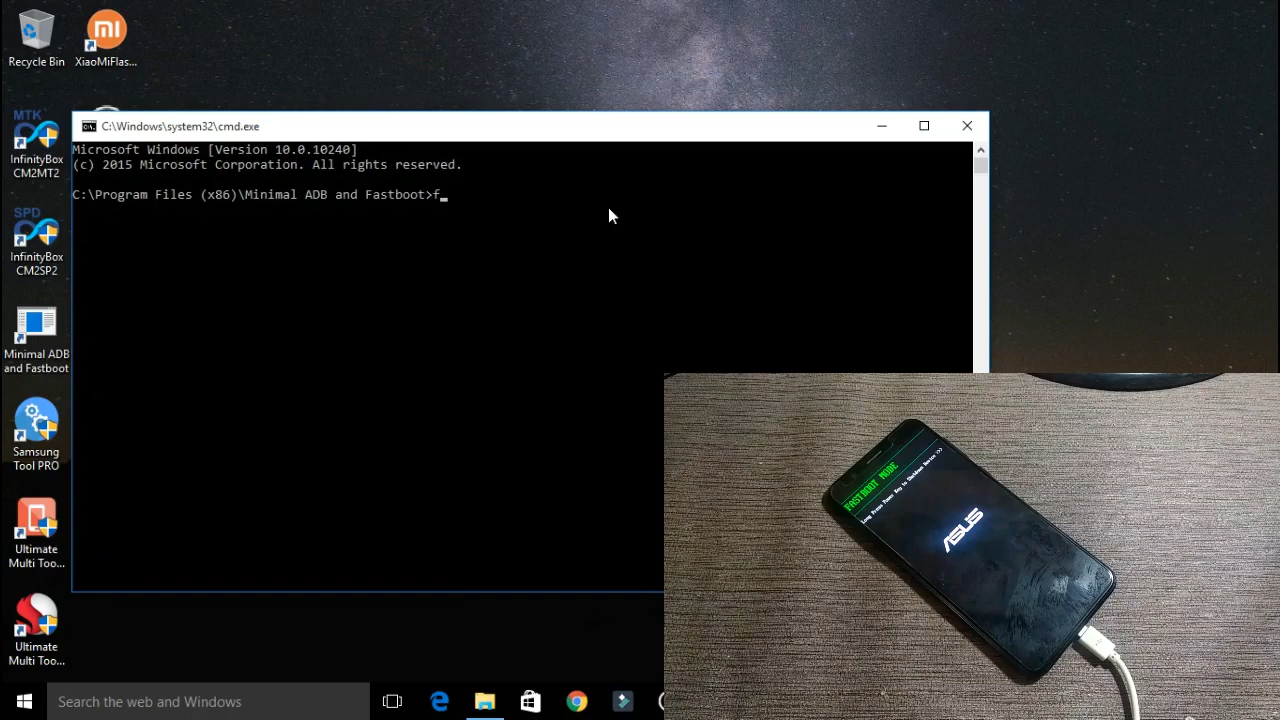 Recycle Bin
XiaoMiFlas...
MTK
InfinityBox
CM2MT2
SPD
InfinityBox
CM2SP2
Minimal ADB
and Fastboot
Samsung
Tool PRO
Ultimate
Multi Too...
Ultimate
Multi Too...
C:\Windows\system32\cmd.exe
Microsoft Windows [Version 10.0.10240]
(c) 2015 Microsoft Corporation. All rights reserved.
C:\Program Files (x86)\Minimal ADB and Fastboot>f_
FASTBOOT MODE
ASUS
Search the web and Windows